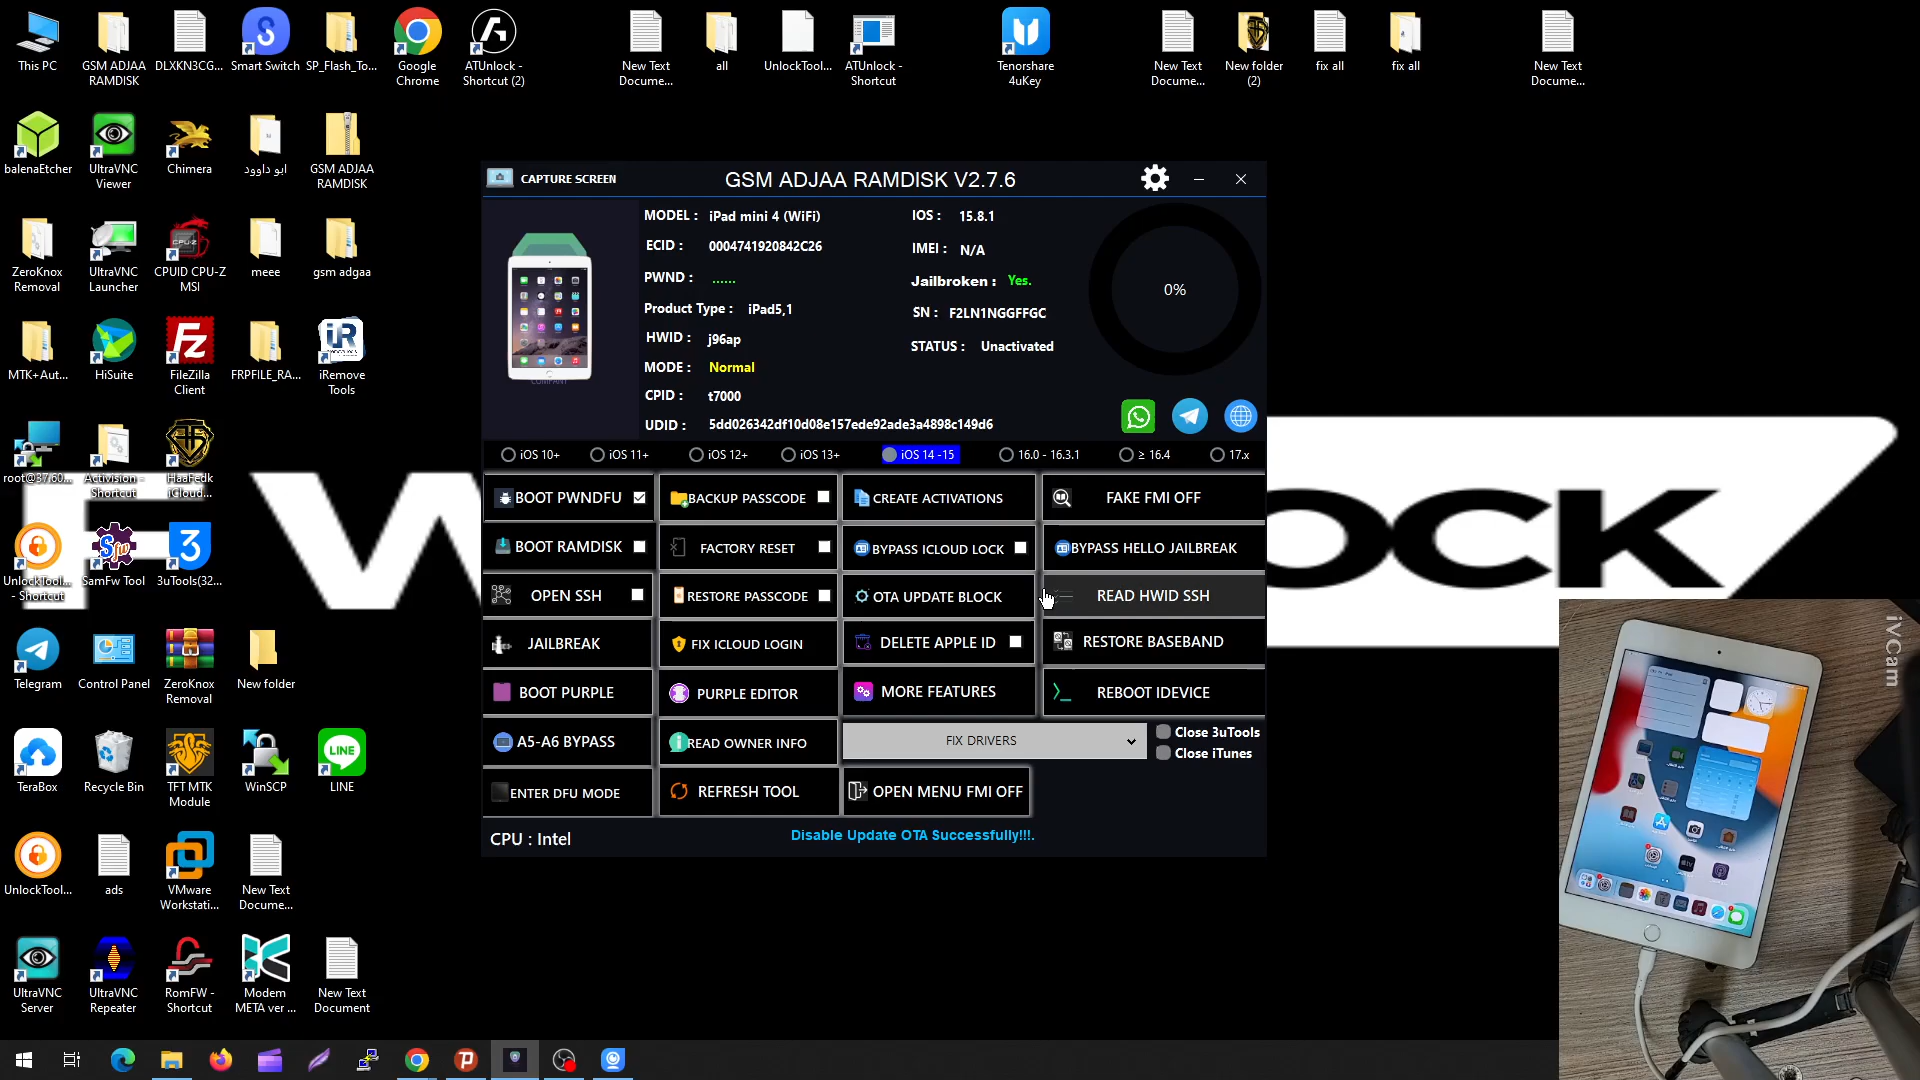 This PC
GSM ADJAA
RAMDISK
DLXKN3CG...
Smart Switch
SP_Flash_To...
Google
Chrome
ATUnlock -
Shortcut (2)
New Text
Docume...
all
UnlockTool...
ATUnlock -
Shortcut
Tenorshare
4uKey
New Text
Docume...
New folder
(2)
fix all
fix all
New Text
Docume...
balenaEtcher
UltraVNC
Viewer
Chimera
ابو داوود
GSM ADJAA
RAMDISK
ZeroKnox
Removal
UltraVNC
Launcher
CPUID CPU-Z
MSI
meee
gsm adgaa
MTK+Aut...
HiSuite
FileZilla
Client
FRPFILE_RA...
iRemove
Tools
root@37.60...
Activision -
Shortcut
HaaFedk
iCloud...
UnlockTool...
- Shortcut
SamFw Tool
3uTools(32...
Telegram
Control Panel
ZeroKnox
Removal
New folder
TeraBox
Recycle Bin
TFT MTK
Module
WinSCP
LINE
UnlockTool...
ads
VMware
Workstati...
New Text
Docume...
UltraVNC
Server
UltraVNC
Repeater
RomFW -
Shortcut
Modem
META ver ...
New Text
Document
CAPTURE SCREEN
GSM ADJAA RAMDISK V2.7.6
MODEL : iPad mini 4 (WiFi)
IOS : 15.8.1
ECID : 0004741920842C26
IMEI : N/A
PWND : ......
Jailbroken : Yes.
Product Type : iPad5,1
SN : F2LN1NGGFFGC
HWID : j96ap
STATUS : Unactivated
MODE : Normal
CPID : t7000
UDID : 5dd026342df10d08e157ede92ade3a4898c149d6
0%
iOS 10+ iOS 11+ iOS 12+ iOS 13+ iOS 14 -15 16.0 - 16.3.1 ≥ 16.4 17.x
BOOT PWNDFU
BACKUP PASSCODE
CREATE ACTIVATIONS
FAKE FMI OFF
BOOT RAMDISK
FACTORY RESET
BYPASS ICLOUD LOCK
BYPASS HELLO JAILBREAK
OPEN SSH
RESTORE PASSCODE
OTA UPDATE BLOCK
READ HWID SSH
JAILBREAK
FIX ICLOUD LOGIN
DELETE APPLE ID
RESTORE BASEBAND
BOOT PURPLE
PURPLE EDITOR
MORE FEATURES
REBOOT IDEVICE
A5-A6 BYPASS
READ OWNER INFO
FIX DRIVERS
Close 3uTools
Close iTunes
ENTER DFU MODE
REFRESH TOOL
OPEN MENU FMI OFF
CPU : Intel
Disable Update OTA Successfully!!!.
OCK
iVCam